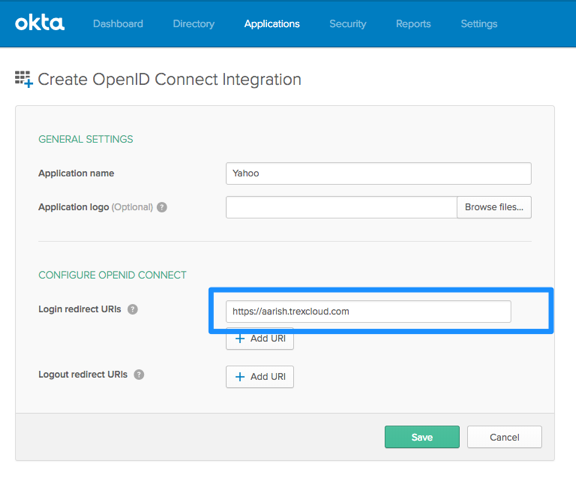 okta
Dashboard Directory Applications Security Reports Settings
Create OpenID Connect Integration
GENERAL SETTINGS
Application name Yahoo
Application logo (Optional) ? Browse files...
CONFIGURE OPENID CONNECT
Login redirect URIs ? https://aarish.trexcloud.com
+ Add URI
Logout redirect URIs ? + Add URI
Save Cancel